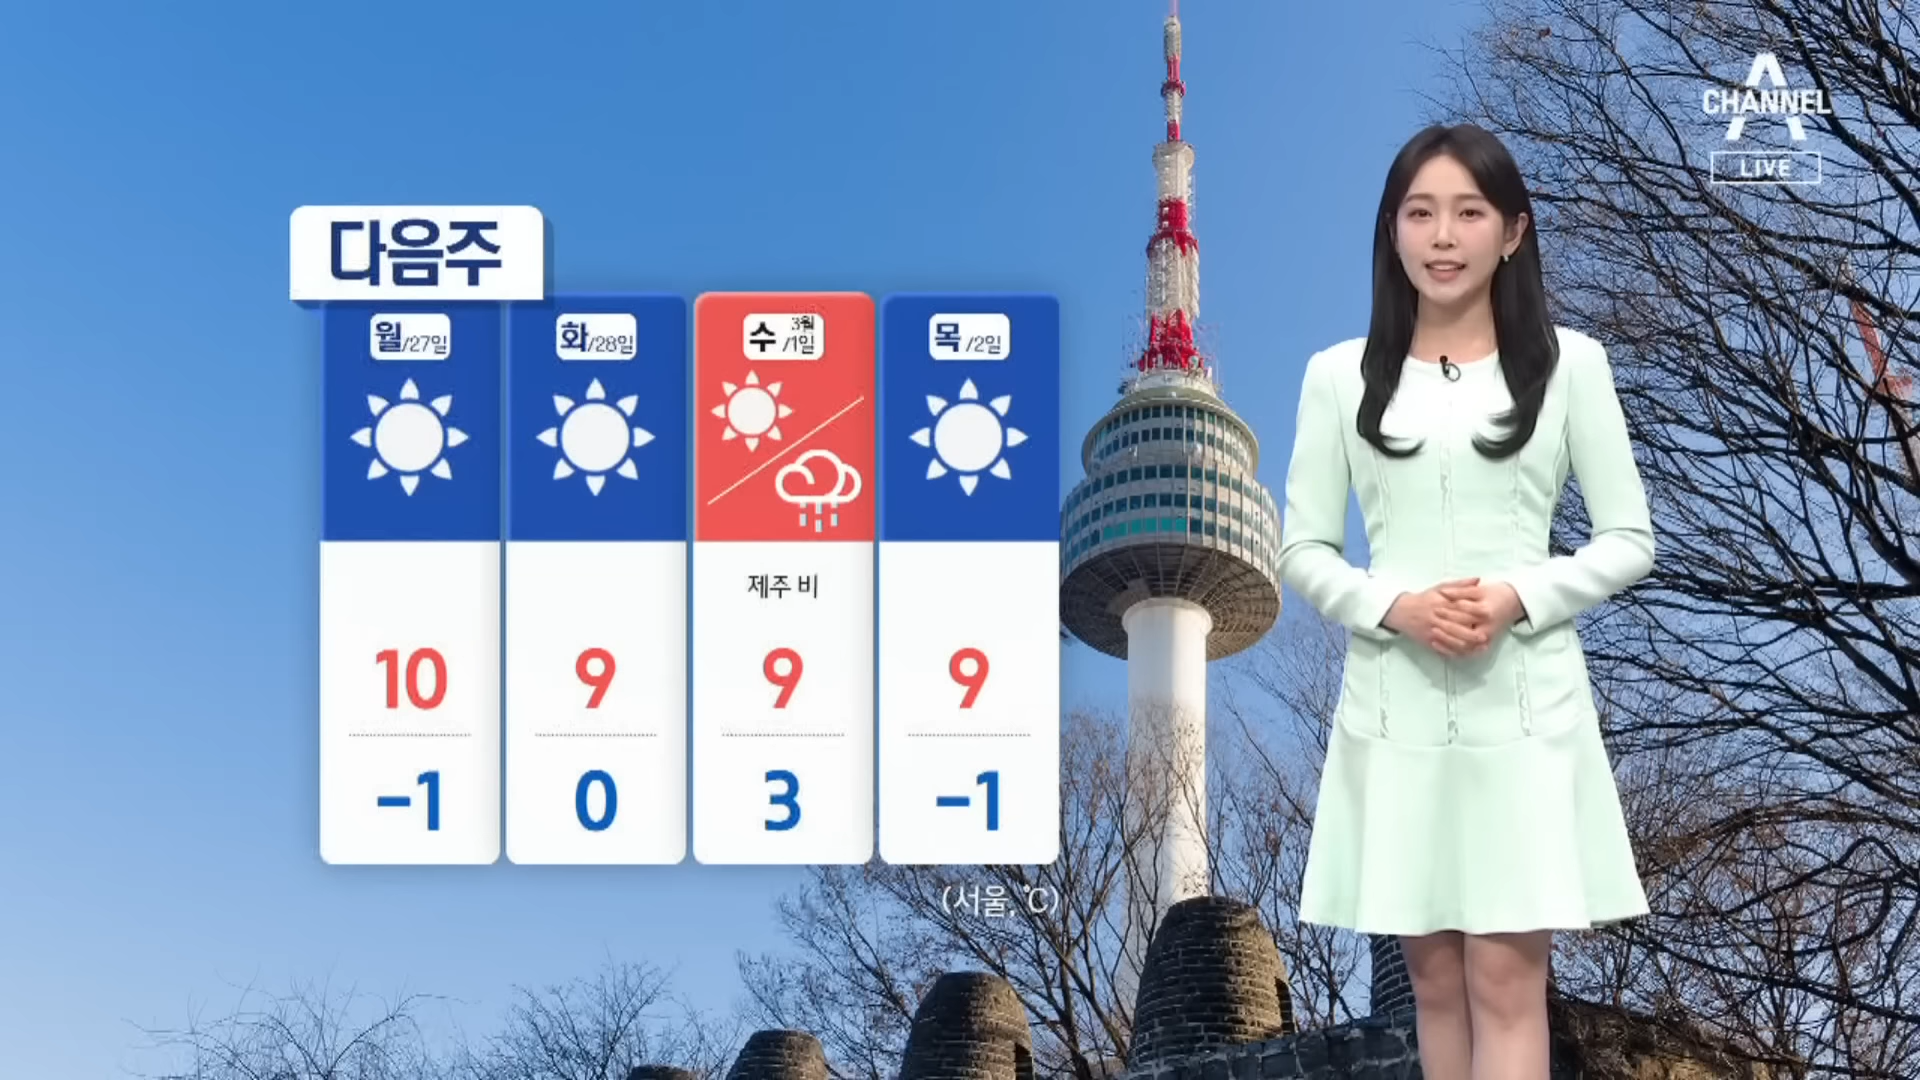 CHANNEL A
LIVE
다음주
월/27일
화/28일
수 3월/1일
목/2일
제주 비
10
9
9
9
-1
0
3
-1
(서울, ℃)